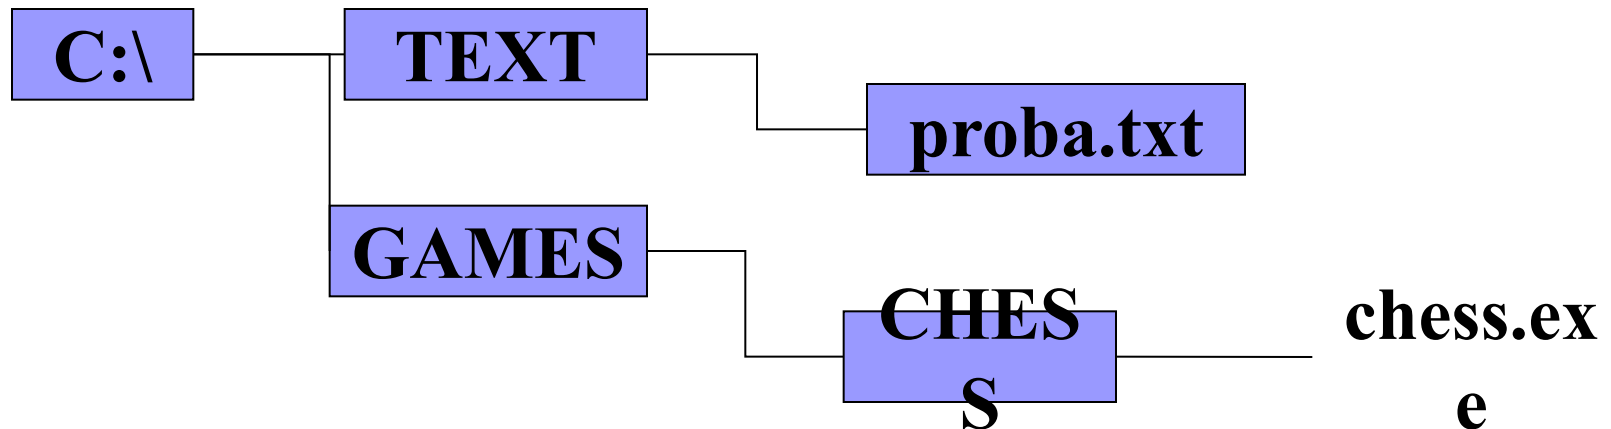 C:\
TEXT
proba.txt
GAMES
CHES
S
chess.ex
e